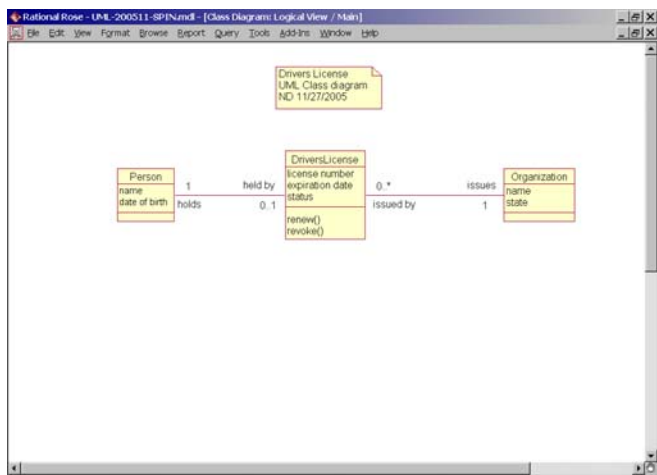 Rational Rose - UML-200511-SPIN.mdl - [Class Diagram: Logical View / Main]
File Edit View Format Browse Report Query Tools Add-Ins Window Help
Drivers License
UML Class diagram
ND 11/27/2005
Person
name
date of birth
1
holds
held by
0..1
DriversLicense
license number
expiration date
status
renew()
revoke()
0..*
issued by
issues
1
Organization
name
state